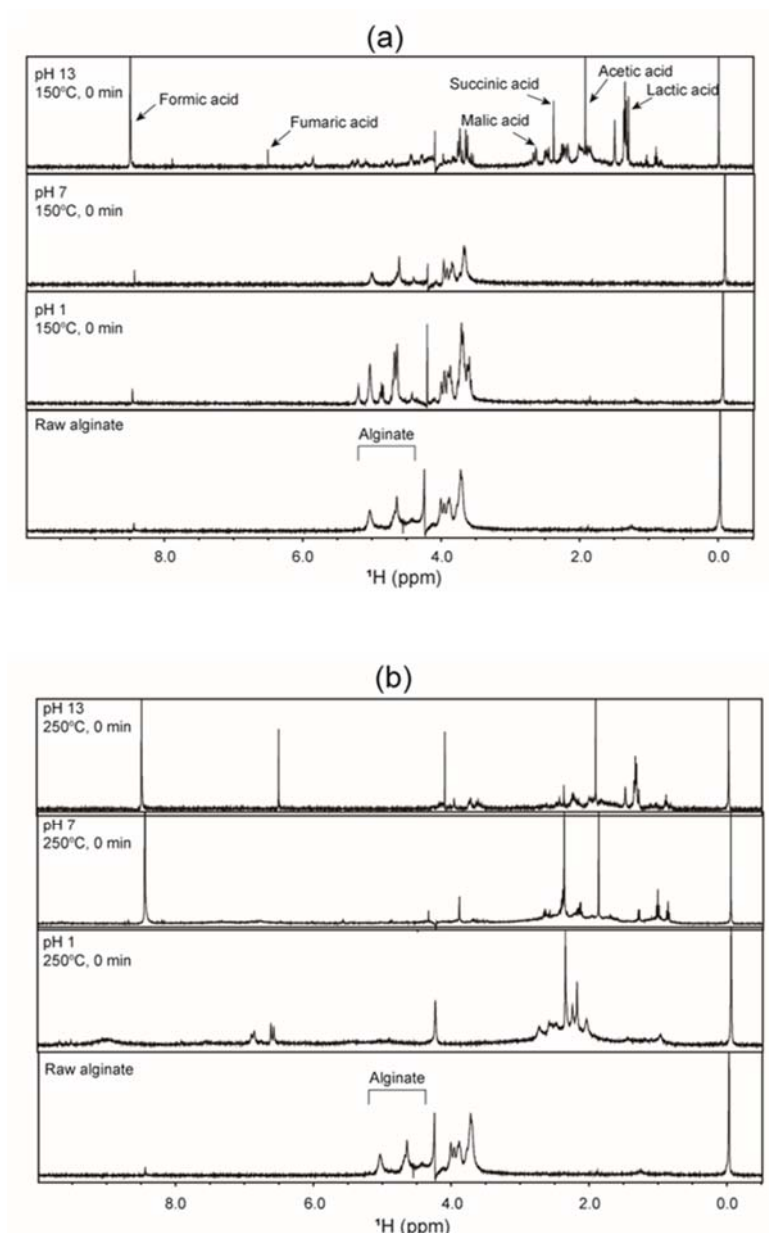 (a)
pH 13
150°C, 0 min
Formic acid
Fumaric acid
Succinic acid
Malic acid
Acetic acid
Lactic acid
pH 7
150°C, 0 min
pH 1
150°C, 0 min
Raw alginate
Alginate
8.0 6.0 4.0 2.0 0.0
¹H (ppm)
(b)
pH 13
250°C, 0 min
pH 7
250°C, 0 min
pH 1
250°C, 0 min
Raw alginate
Alginate
8.0 6.0 4.0 2.0 0.0
¹H (ppm)